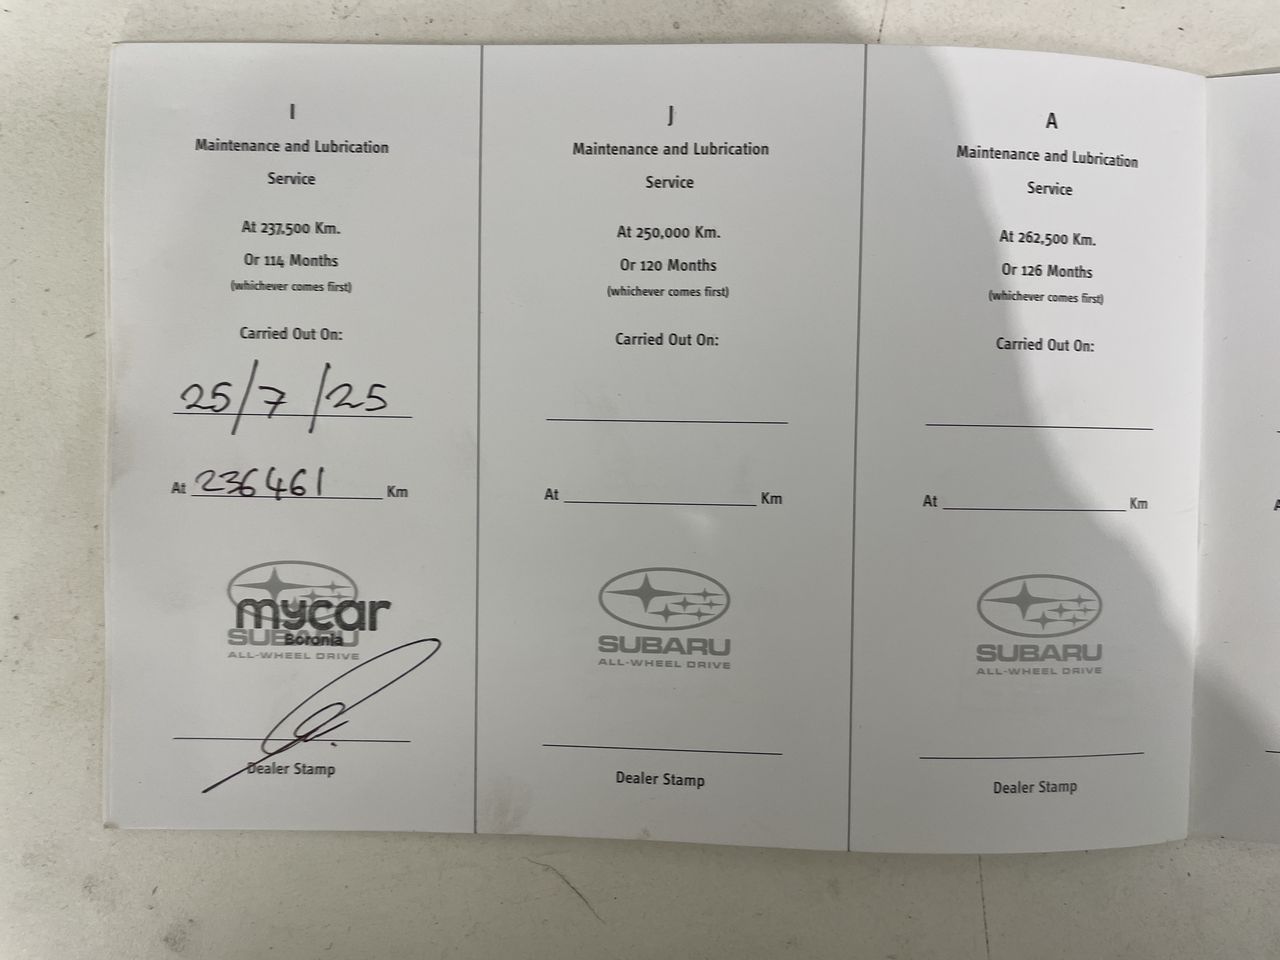 I
Maintenance and Lubrication
Service
At 237,500 Km.
Or 114 Months
(whichever comes first)
Carried Out On:
25/7/25
At 236461 Km
mycar
Boronia
SUBARU
ALL-WHEEL DRIVE
Dealer Stamp
J
Maintenance and Lubrication
Service
At 250,000 Km.
Or 120 Months
(whichever comes first)
Carried Out On:
At Km
SUBARU
ALL-WHEEL DRIVE
Dealer Stamp
A
Maintenance and Lubrication
Service
At 262,500 Km.
Or 126 Months
(whichever comes first)
Carried Out On:
At Km
SUBARU
ALL-WHEEL DRIVE
Dealer Stamp